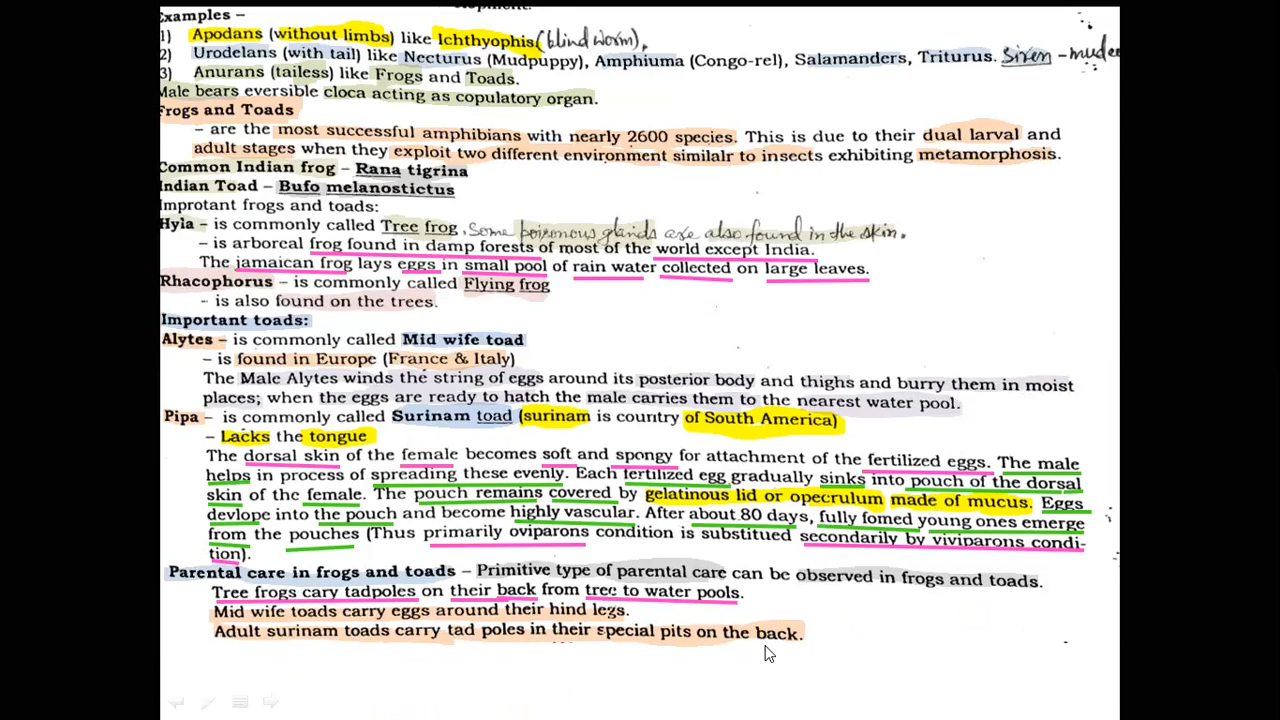 Examples –
1) Apodans (without limbs) like Ichthyophis (blind worm),
2) Urodelans (with tail) like Necturus (Mudpuppy), Amphiuma (Congo-rel), Salamanders, Triturus. Siren –
3) Anurans (tailess) like Frogs and Toads.
Male bears eversible cloca acting as copulatory organ.
Frogs and Toads
– are the most successful amphibians with nearly 2600 species. This is due to their dual larval and
adult stages when they exploit two different environment similalr to insects exhibiting metamorphosis.
Common Indian frog – Rana tigrina
Indian Toad – Bufo melanostictus
Improtant frogs and toads:
Hyla – is commonly called Tree frog. Some poisonous glands are also found in the skin.
– is arboreal frog found in damp forests of most of the world except India.
The jamaican frog lays eggs in small pool of rain water collected on large leaves.
Rhacophorus – is commonly called Flying frog
– is also found on the trees.
Important toads:
Alytes – is commonly called Mid wife toad
– is found in Europe (France & Italy)
The Male Alytes winds the string of eggs around its posterior body and thighs and burry them in moist
places; when the eggs are ready to hatch the male carries them to the nearest water pool.
Pipa – is commonly called Surinam toad (surinam is country of South America)
– Lacks the tongue
The dorsal skin of the female becomes soft and spongy for attachment of the fertilized eggs. The male
helps in process of spreading these evenly. Each fertilized egg gradually sinks into pouch of the dorsal
skin of the female. The pouch remains covered by gelatinous lid or opecrulum made of mucus. Eggs
devlope into the pouch and become highly vascular. After about 80 days, fully fomed young ones emerge
from the pouches (Thus primarily oviparons condition is substitued secondarily by viviparons condi-
tion).
Parental care in frogs and toads – Primitive type of parental care can be observed in frogs and toads.
Tree frogs cary tadpoles on their back from tree to water pools.
Mid wife toads carry eggs around their hind legs.
Adult surinam toads carry tad poles in their special pits on the back.